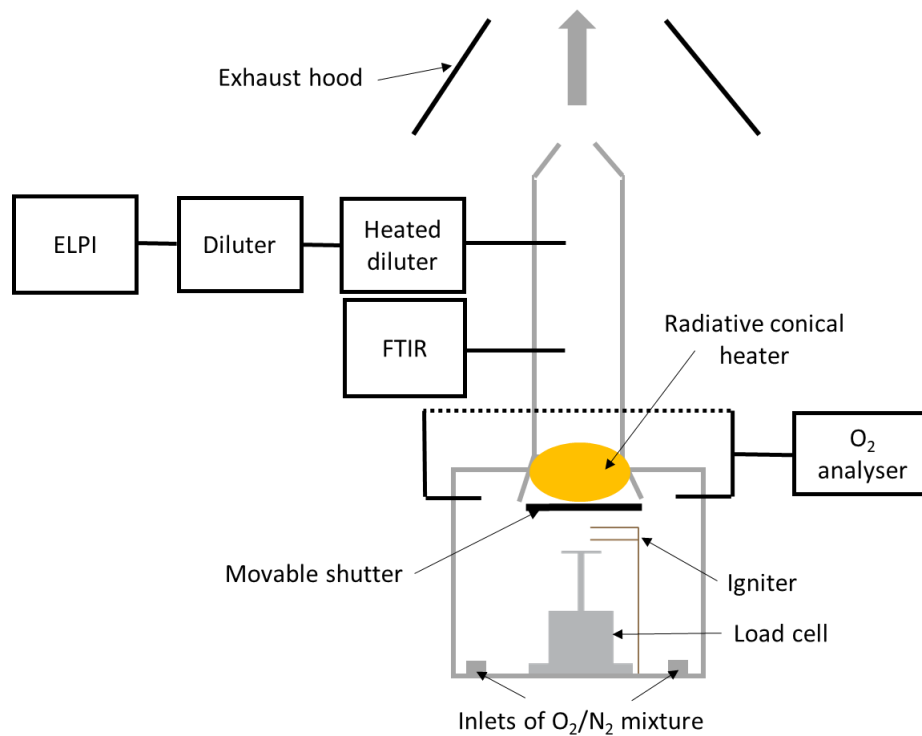 Exhaust hood
ELPI
Diluter
Heated
diluter
FTIR
Radiative conical
heater
O₂
analyser
Movable shutter
Igniter
Load cell
Inlets of O₂/N₂ mixture